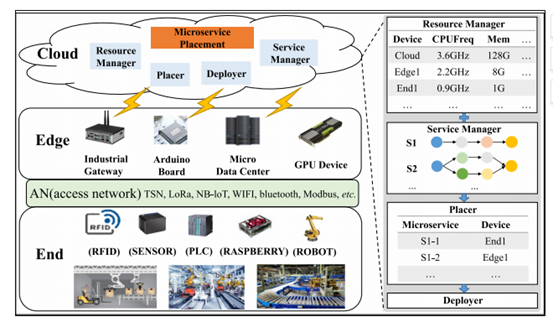 Cloud
Microservice
Placement
Resource
Manager
Service
Manager
Placer
Deployer
Edge
Industrial
Gateway
Arduino
Board
Micro
Data Center
GPU Device
AN(access network) TSN, LoRa, NB-IoT, WIFI, bluetooth, Modbus, etc.
End
RFID
(RFID) (SENSOR) (PLC) (RASPBERRY) (ROBOT)
Resource Manager
Device CPUFreq Mem ...
Cloud 3.6GHz 128G ...
Edge1 2.2GHz 8G ...
End1 0.9GHz 1G
... ... ... ...
Service Manager
S1
S2
... ...
Placer
Microservice Device
S1-1 End1
S1-2 Edge1
... ...
Deployer